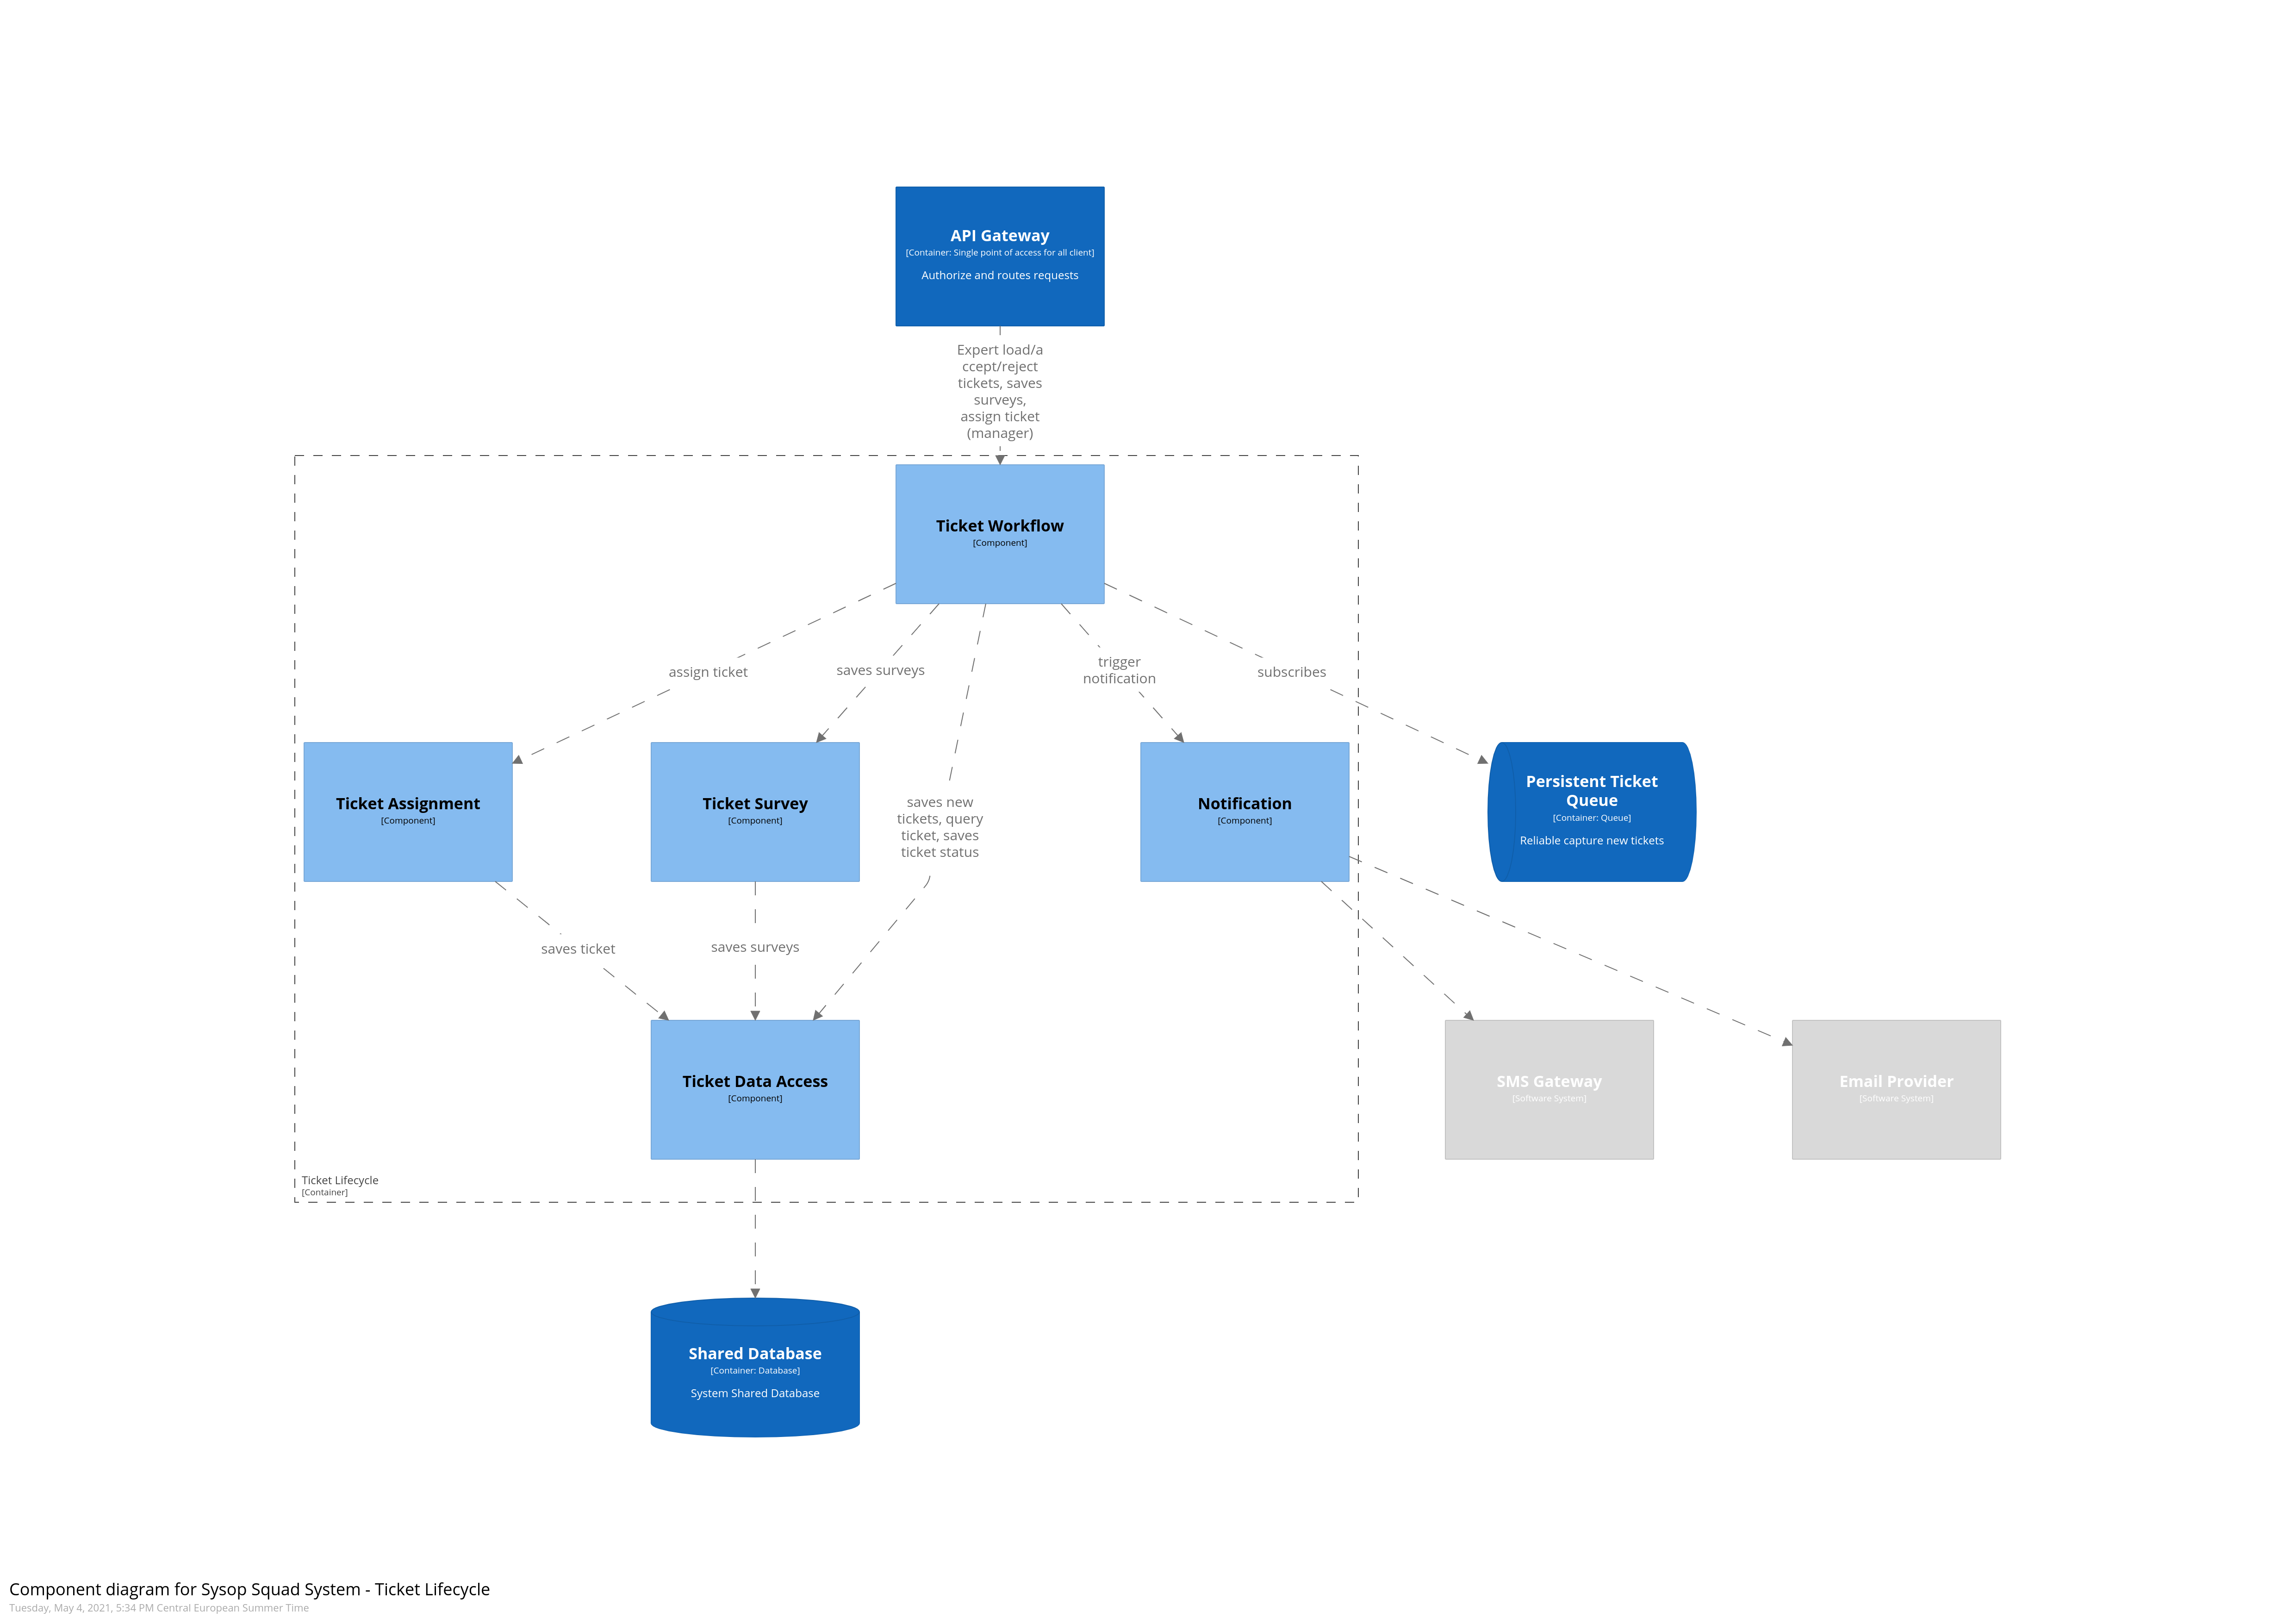 API Gateway
[Container: Single point of access for all client]
Authorize and routes requests
Expert load/a
ccept/reject
tickets, saves
surveys,
assign ticket
(manager)
Ticket Workflow
[Component]
assign ticket
saves surveys
trigger
notification
subscribes
Ticket Assignment
[Component]
Ticket Survey
[Component]
saves new
tickets, query
ticket, saves
ticket status
Notification
[Component]
Persistent Ticket
Queue
[Container: Queue]
Reliable capture new tickets
saves ticket
saves surveys
Ticket Data Access
[Component]
SMS Gateway
[Software System]
Email Provider
[Software System]
Ticket Lifecycle
[Container]
Shared Database
[Container: Database]
System Shared Database
Component diagram for Sysop Squad System - Ticket Lifecycle
Tuesday, May 4, 2021, 5:34 PM Central European Summer Time